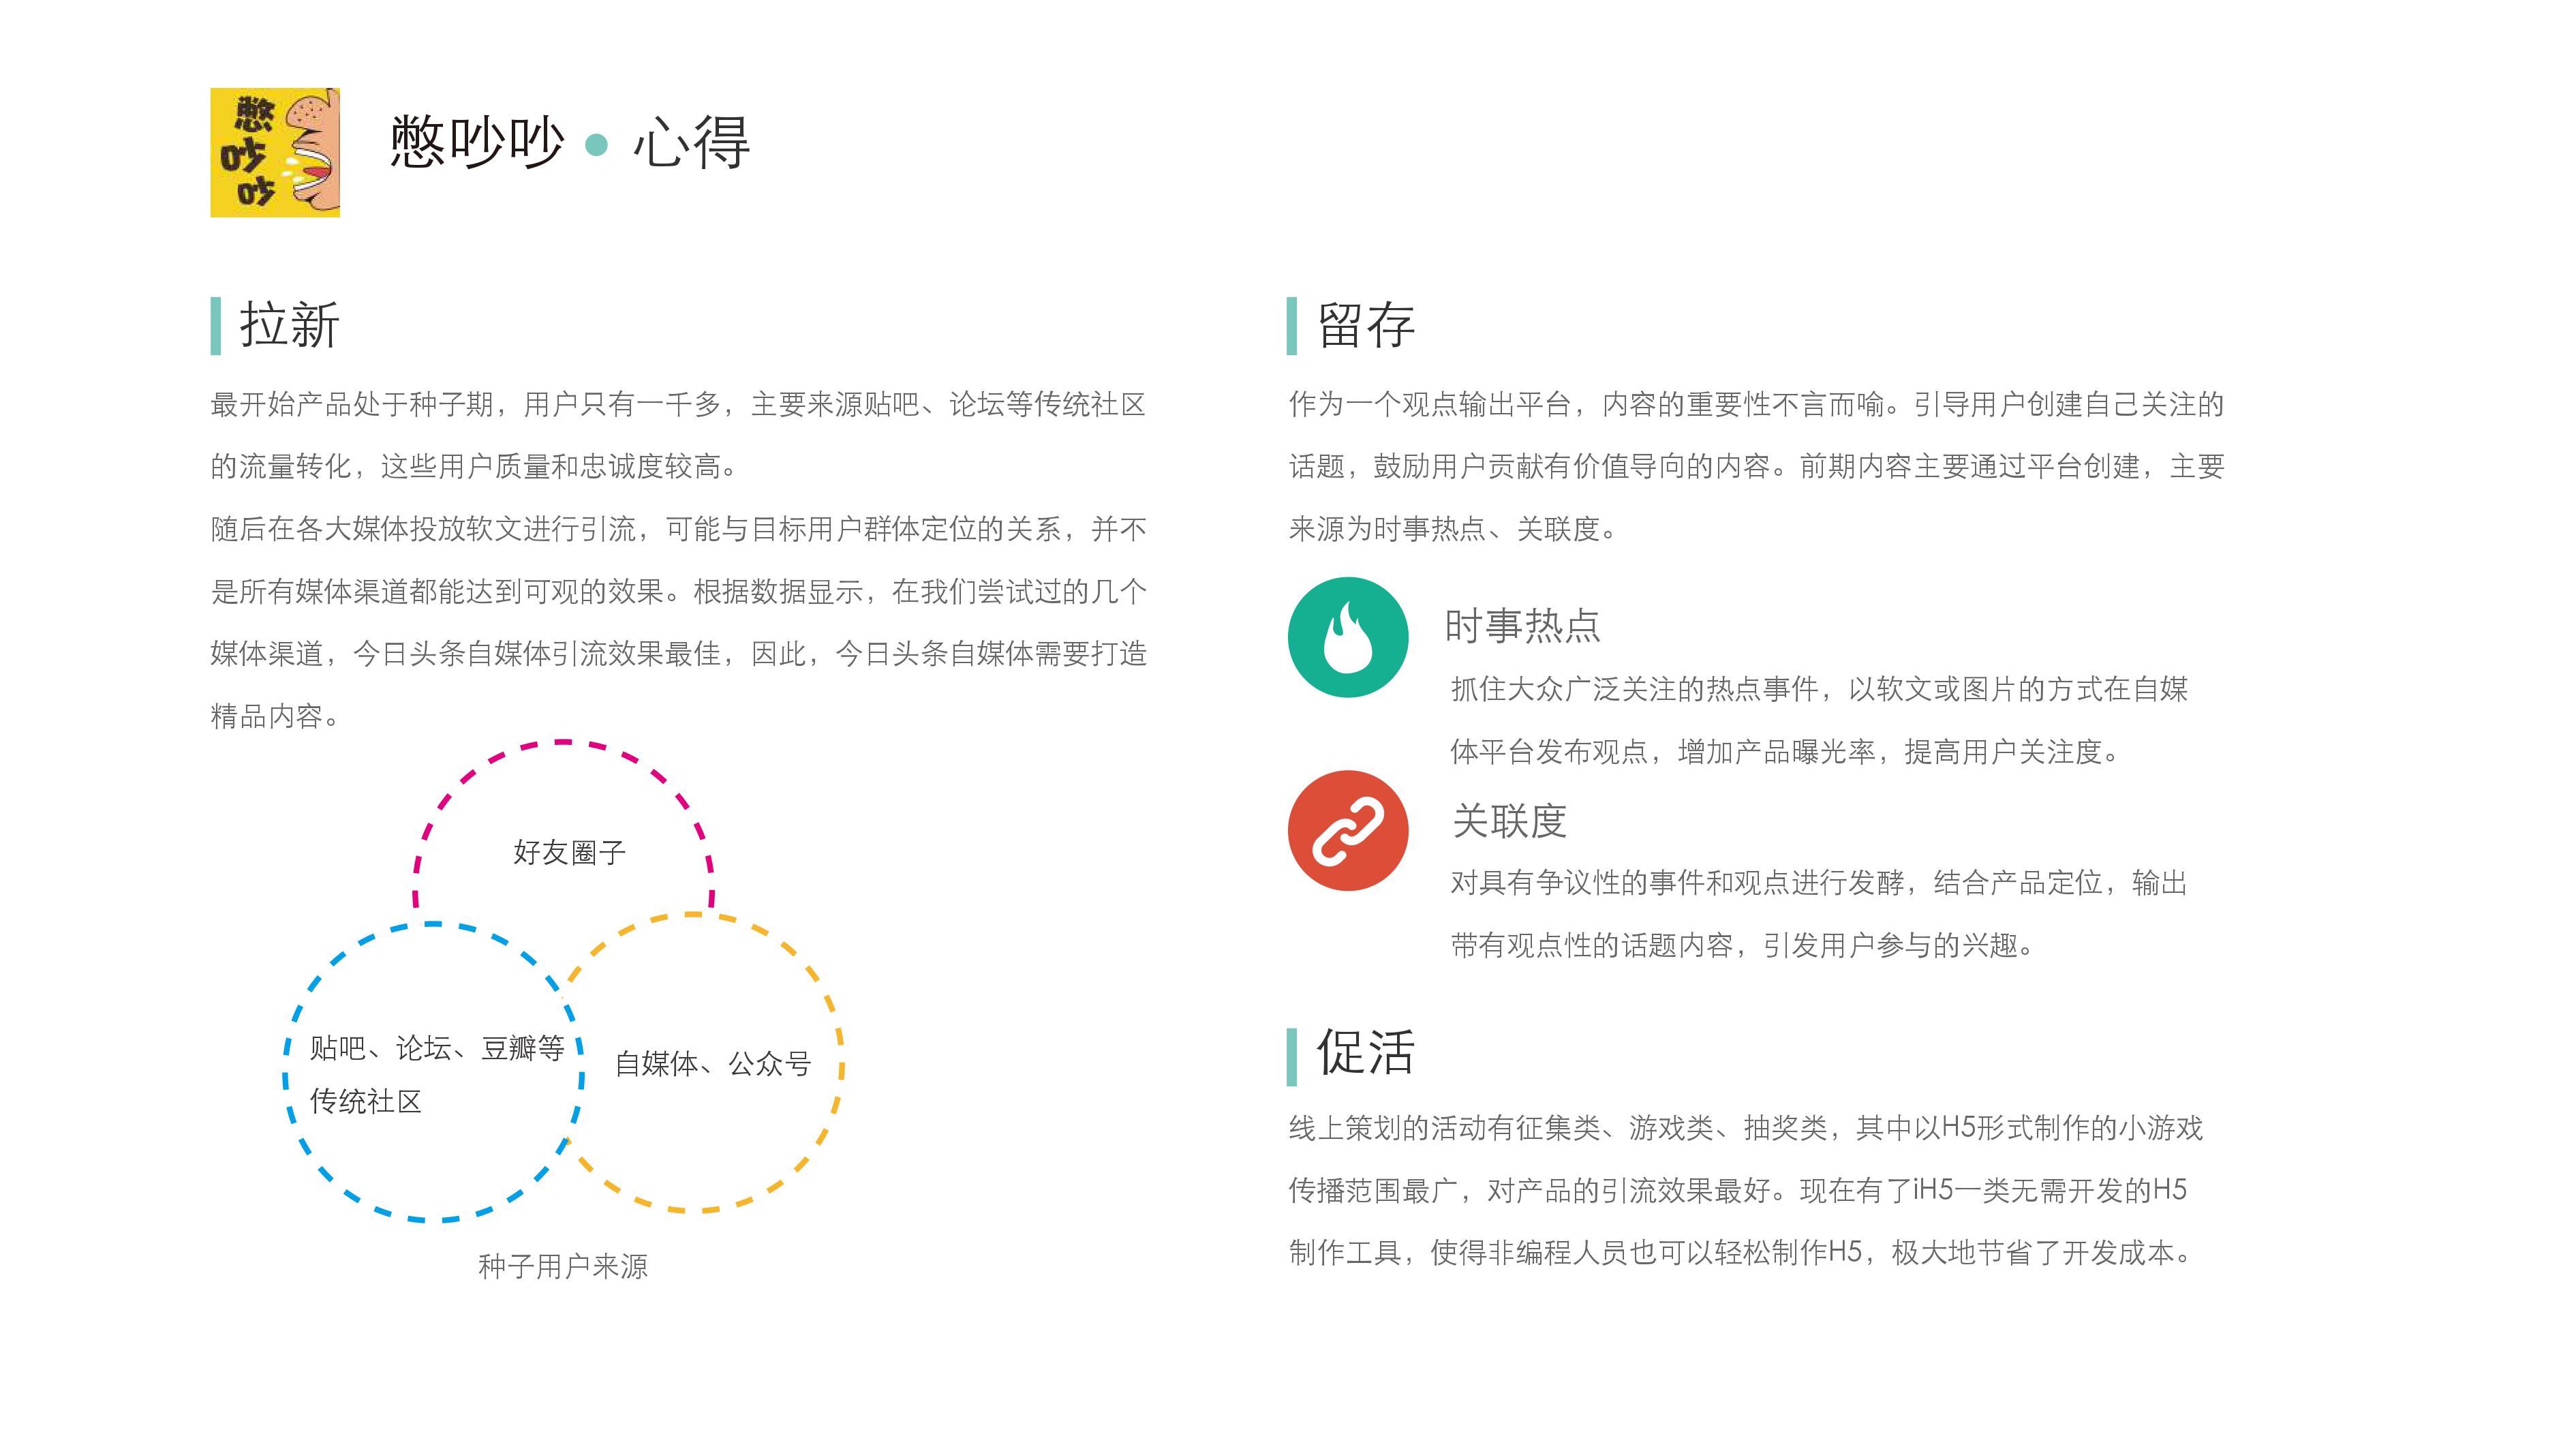 憋
吵
吵
憋吵吵•心得
拉新
最开始产品处于种子期，用户只有一千多，主要来源贴吧、论坛等传统社区
的流量转化，这些用户质量和忠诚度较高。
随后在各大媒体投放软文进行引流，可能与目标用户群体定位的关系，并不
是所有媒体渠道都能达到可观的效果。根据数据显示，在我们尝试过的几个
媒体渠道，今日头条自媒体引流效果最佳，因此，今日头条自媒体需要打造
精品内容。
好友圈子
贴吧、论坛、豆瓣等
传统社区
自媒体、公众号
种子用户来源
留存
作为一个观点输出平台，内容的重要性不言而喻。引导用户创建自己关注的
话题，鼓励用户贡献有价值导向的内容。前期内容主要通过平台创建，主要
来源为时事热点、关联度。
时事热点
抓住大众广泛关注的热点事件，以软文或图片的方式在自媒
体平台发布观点，增加产品曝光率，提高用户关注度。
关联度
对具有争议性的事件和观点进行发酵，结合产品定位，输出
带有观点性的话题内容，引发用户参与的兴趣。
促活
线上策划的活动有征集类、游戏类、抽奖类，其中以H5形式制作的小游戏
传播范围最广，对产品的引流效果最好。现在有了iH5一类无需开发的H5
制作工具，使得非编程人员也可以轻松制作H5，极大地节省了开发成本。